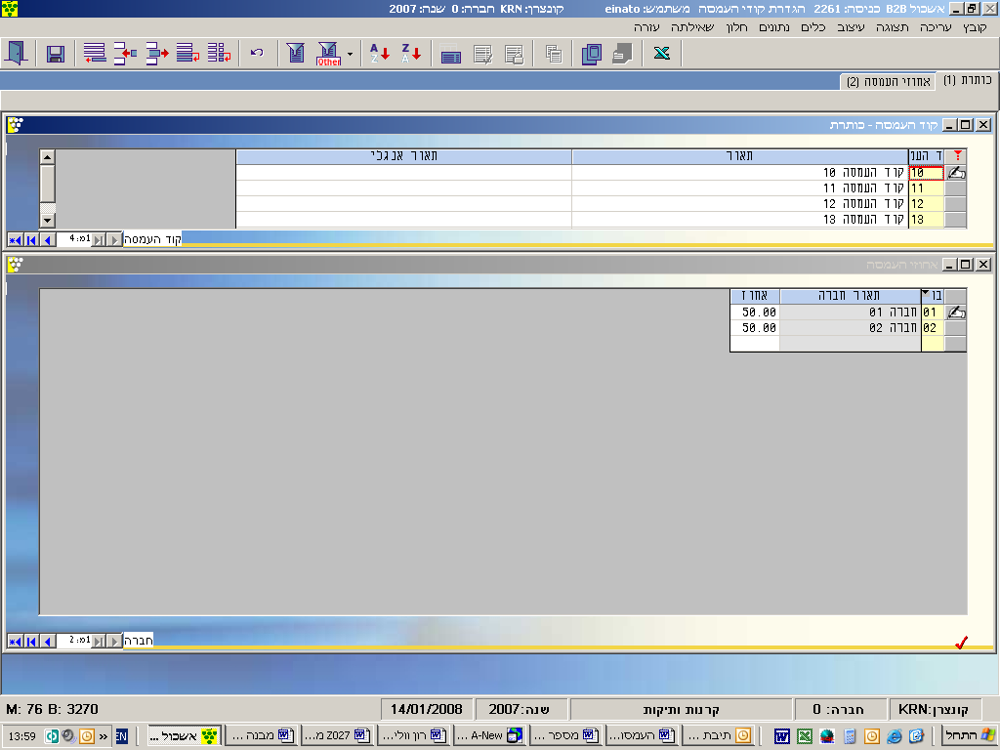 אשכול B2B כניסה: 2261 הגדרת קודי העמסה משתמש: einato קונצרן: KRN חברה: 0 שנה: 2007
קובץ עריכה תצוגה עיצוב כלים נתונים חלון שאילתה עזרה
Other
כותרת (1) אחוזי העמסה (2)
קוד העמסה - כותרת
ד העמ תאור תאור אנגלי
10 קוד העמסה 10
11 קוד העמסה 11
12 קוד העמסה 12
13 קוד העמסה 13
קוד העמסה 1מ: 4
אחוזי העמסה
בו תאור חברה אחוז
01 חברה 01 50.00
02 חברה 02 50.00
חברה 1מ: 2
קונצרן: KRN חברה: 0 קרנות ותיקות שנה: 2007 14/01/2008 M: 76 B: 3270
התחל תיבת ... העמסו... מספר ... A-New ... רון וולי... 2027 מ... מבנה ... אשכול ... EN 13:59